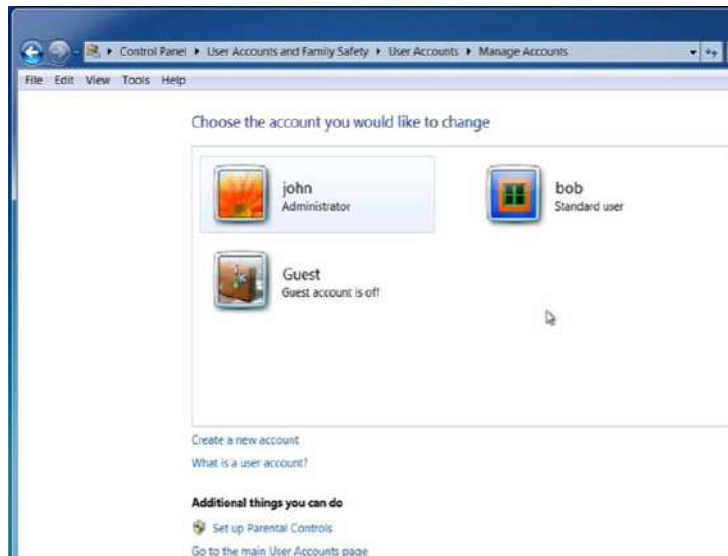 Control Panel ▸ User Accounts and Family Safety ▸ User Accounts ▸ Manage Accounts
File Edit View Tools Help
Choose the account you would like to change
john
Administrator
bob
Standard user
Guest
Guest account is off
Create a new account
What is a user account?
Additional things you can do
Set up Parental Controls
Go to the main User Accounts page